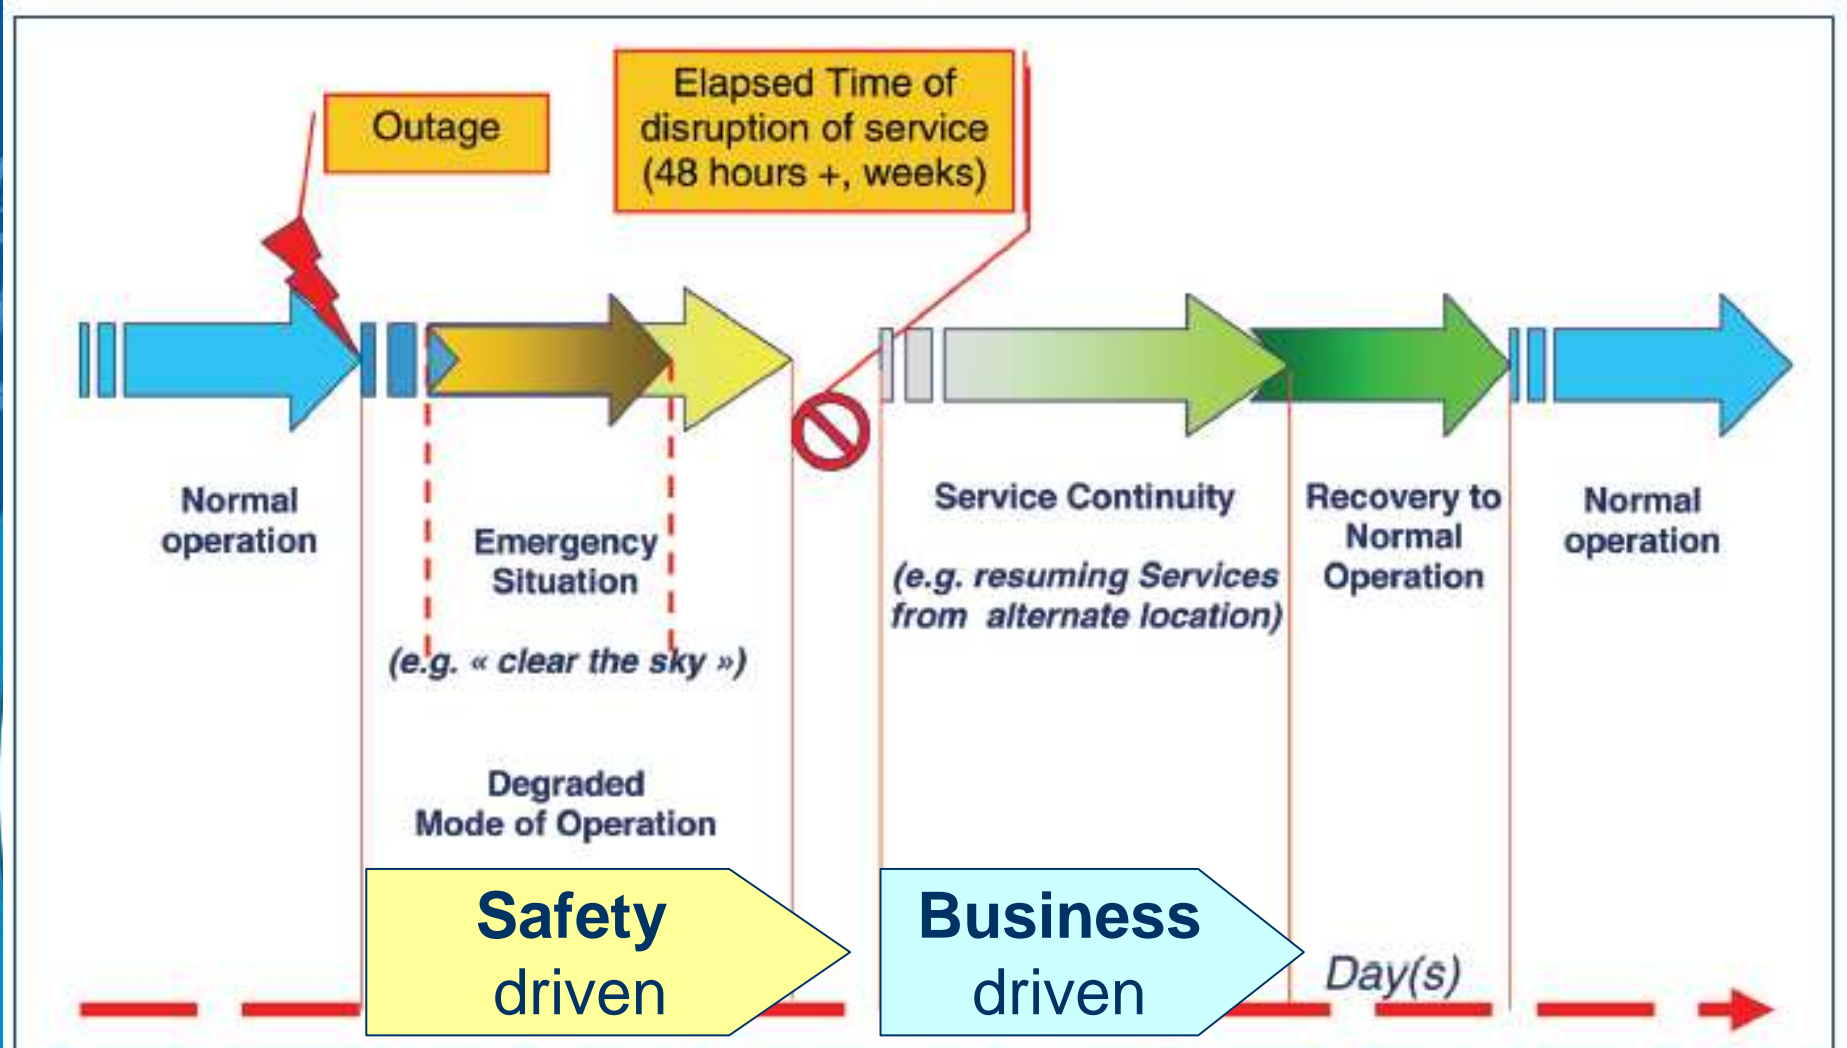 Outage
Elapsed Time of
disruption of service
(48 hours +, weeks)
Normal
operation
Emergency
Situation
(e.g. « clear the sky »)
Degraded
Mode of Operation
Service Continuity
(e.g. resuming Services
from alternate location)
Recovery to
Normal
Operation
Normal
operation
Safety
driven
Business
driven
Day(s)